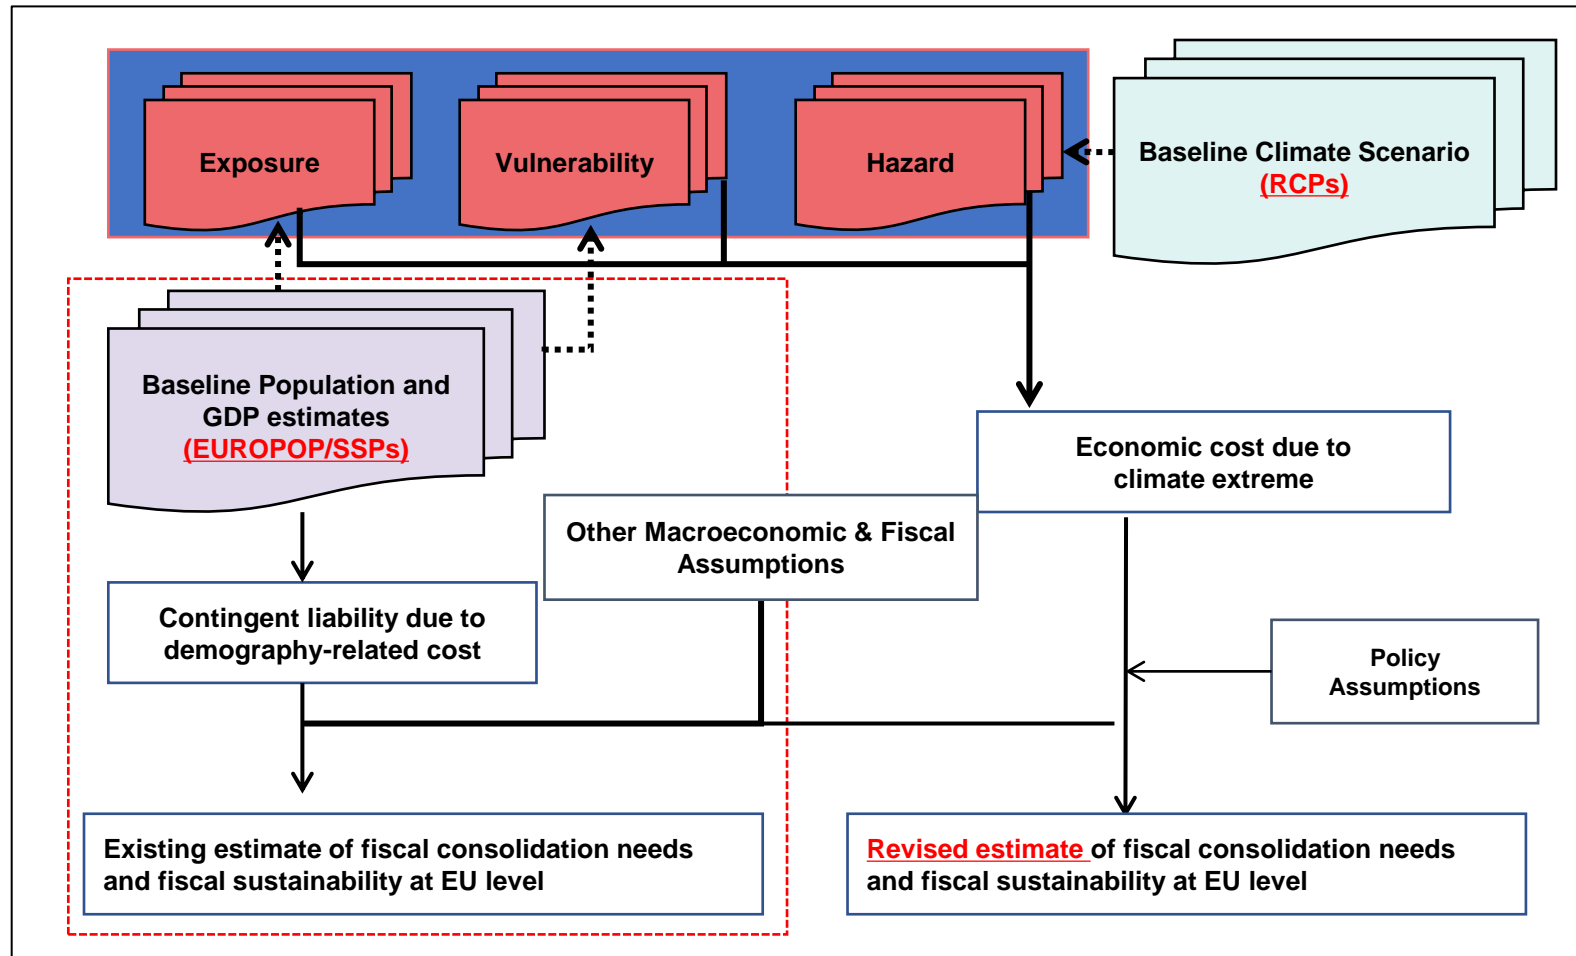 Exposure
Vulnerability
Hazard
Baseline Climate Scenario
(RCPs)
Baseline Population and
GDP estimates
(EUROPOP/SSPs)
Economic cost due to
climate extreme
Other Macroeconomic & Fiscal
Assumptions
Contingent liability due to
demography-related cost
Policy
Assumptions
Existing estimate of fiscal consolidation needs
and fiscal sustainability at EU level
Revised estimate of fiscal consolidation needs
and fiscal sustainability at EU level